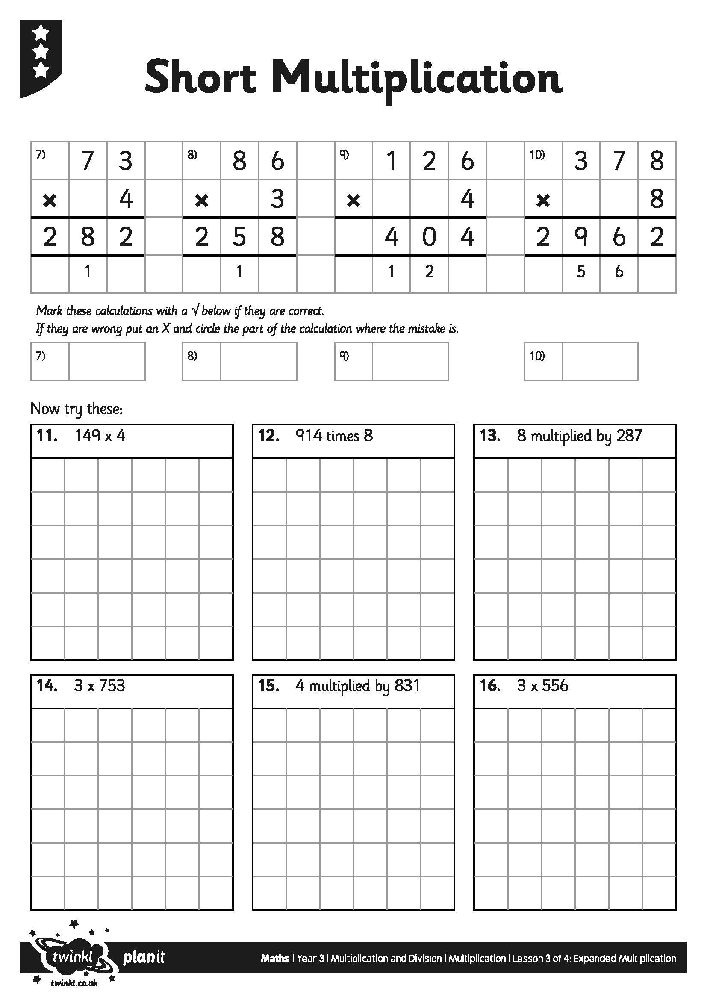 Short Multiplication
7) 7 3 8) 8 6 9) 1 2 6 10) 3 7 8
× 4 × 3 × 4 × 8
2 8 2 2 5 8 4 0 4 2 9 6 2
1 1 1 2 5 6
Mark these calculations with a √ below if they are correct.
If they are wrong put an X and circle the part of the calculation where the mistake is.
7) 8) 9) 10)
Now try these:
11. 149 x 4
12. 914 times 8
13. 8 multiplied by 287
14. 3 x 753
15. 4 multiplied by 831
16. 3 x 556
twinkl planit
Maths | Year 3 | Multiplication and Division | Multiplication | Lesson 3 of 4: Expanded Multiplication
twinkl.co.uk